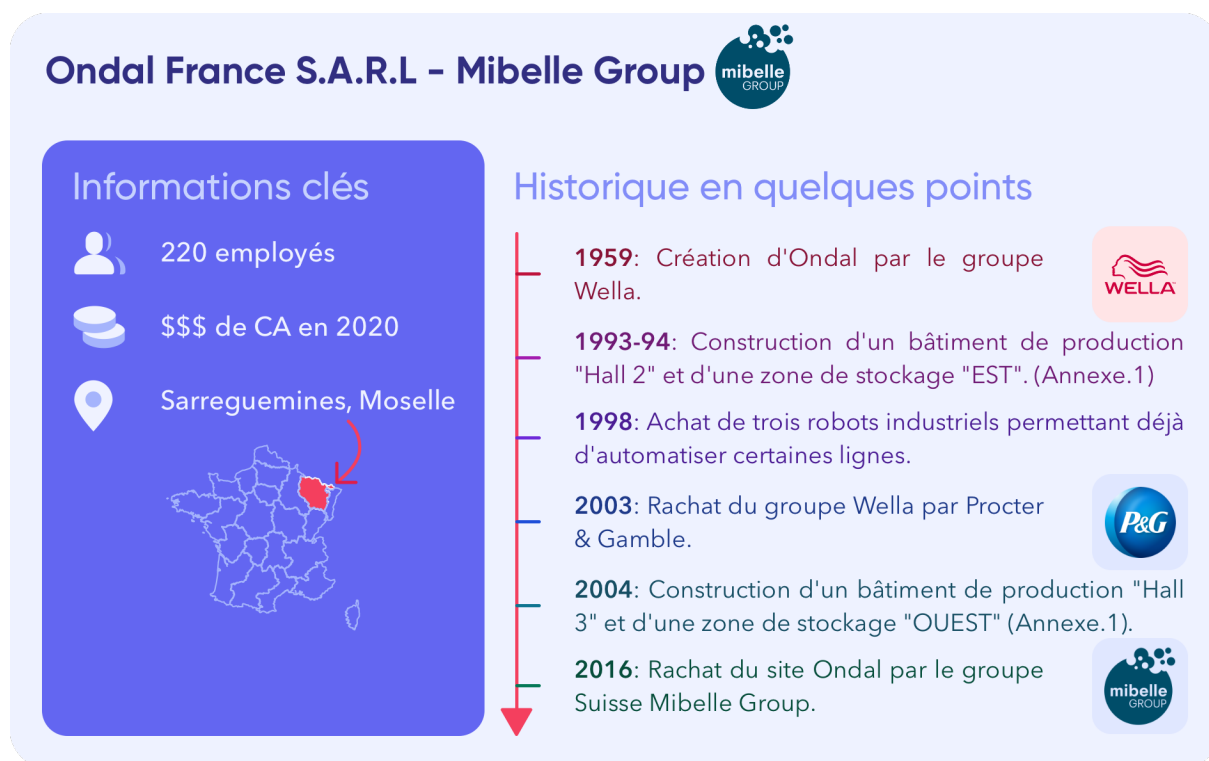 Ondal France S.A.R.L - Mibelle Group
mibelle
GROUP
Informations clés
220 employés
$$$ de CA en 2020
Sarreguemines, Moselle
Historique en quelques points
1959: Création d'Ondal par le groupe
Wella.
WELLA
1993-94: Construction d'un bâtiment de production
"Hall 2" et d'une zone de stockage "EST". (Annexe.1)
1998: Achat de trois robots industriels permettant déjà
d'automatiser certaines lignes.
2003: Rachat du groupe Wella par Procter
& Gamble.
P&G
2004: Construction d'un bâtiment de production "Hall
3" et d'une zone de stockage "OUEST" (Annexe.1).
2016: Rachat du site Ondal par le groupe
Suisse Mibelle Group.
mibelle
GROUP